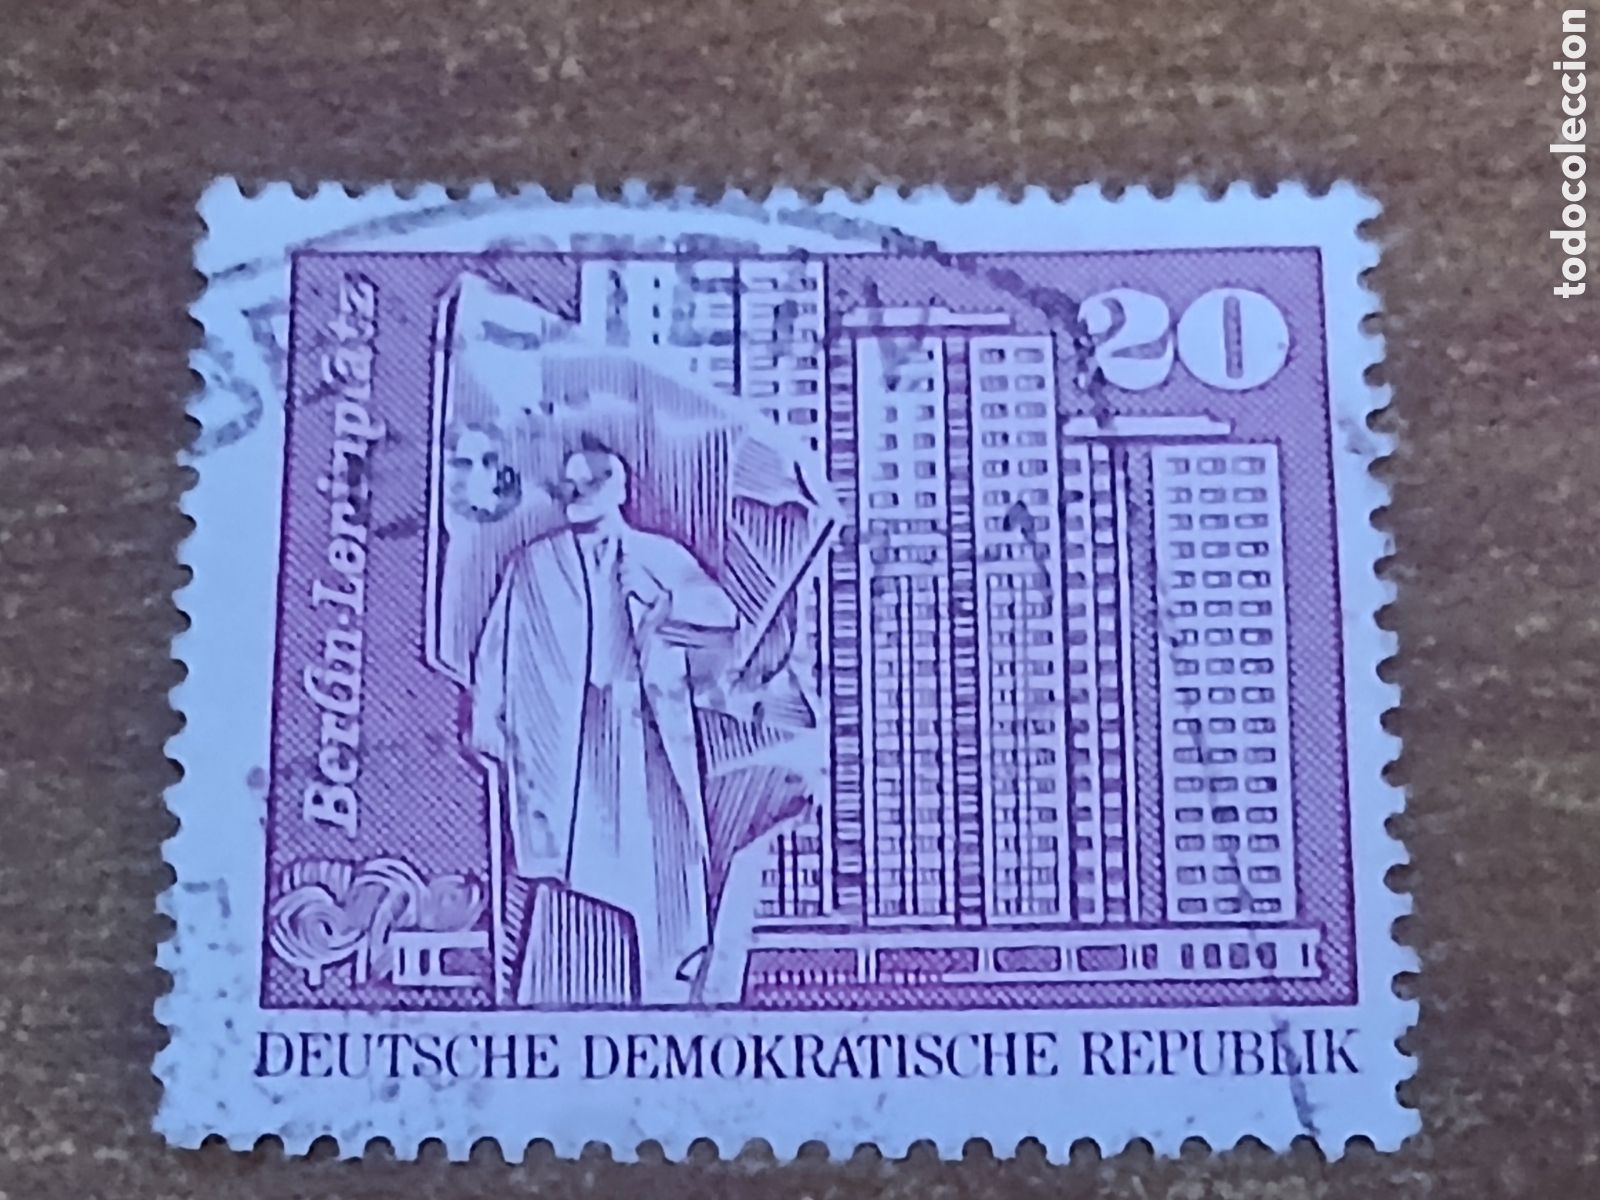 todocoleccion
20
Berlin·Leninplatz
DEUTSCHE DEMOKRATISCHE REPUBLIK